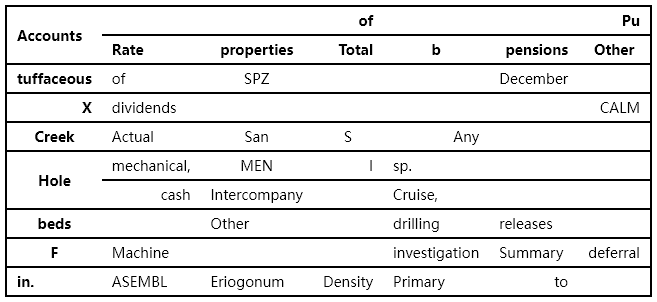 Accounts of Pu
Rate properties Total b pensions Other
tuffaceous of SPZ December
X dividends CALM
Creek Actual San S Any
Hole mechanical, MEN l sp.
cash Intercompany Cruise,
beds Other drilling releases
F Machine investigation Summary deferral
in. ASEMBL Eriogonum Density Primary to